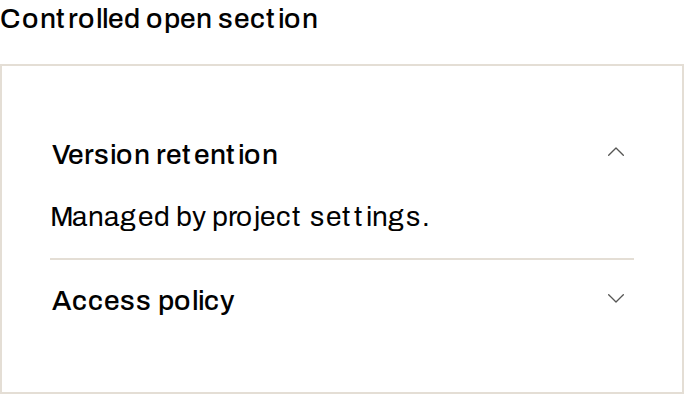 Controlled open section
Version retention
Managed by project settings.
Access policy